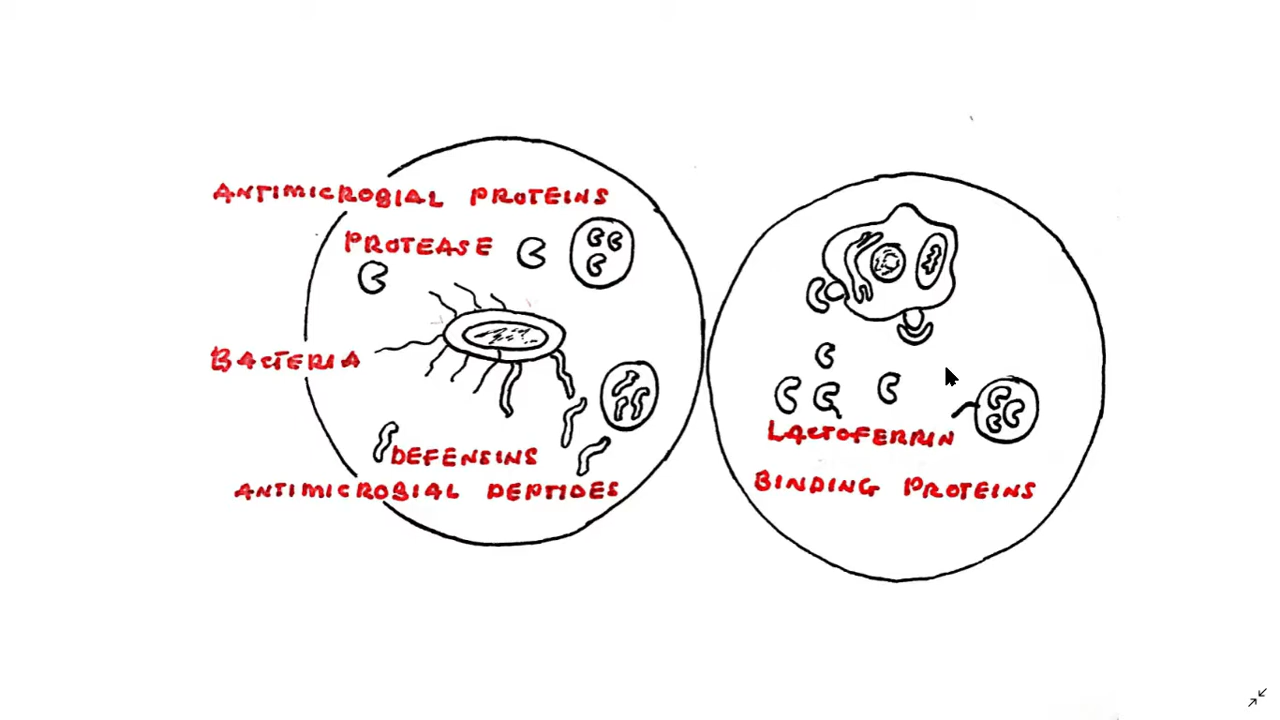 ANTIMICROBIAL PROTEINS
PROTEASE
BACTERIA
DEFENSINS
ANTIMICROBIAL PEPTIDES
LACTOFERRIN
BINDING PROTEINS